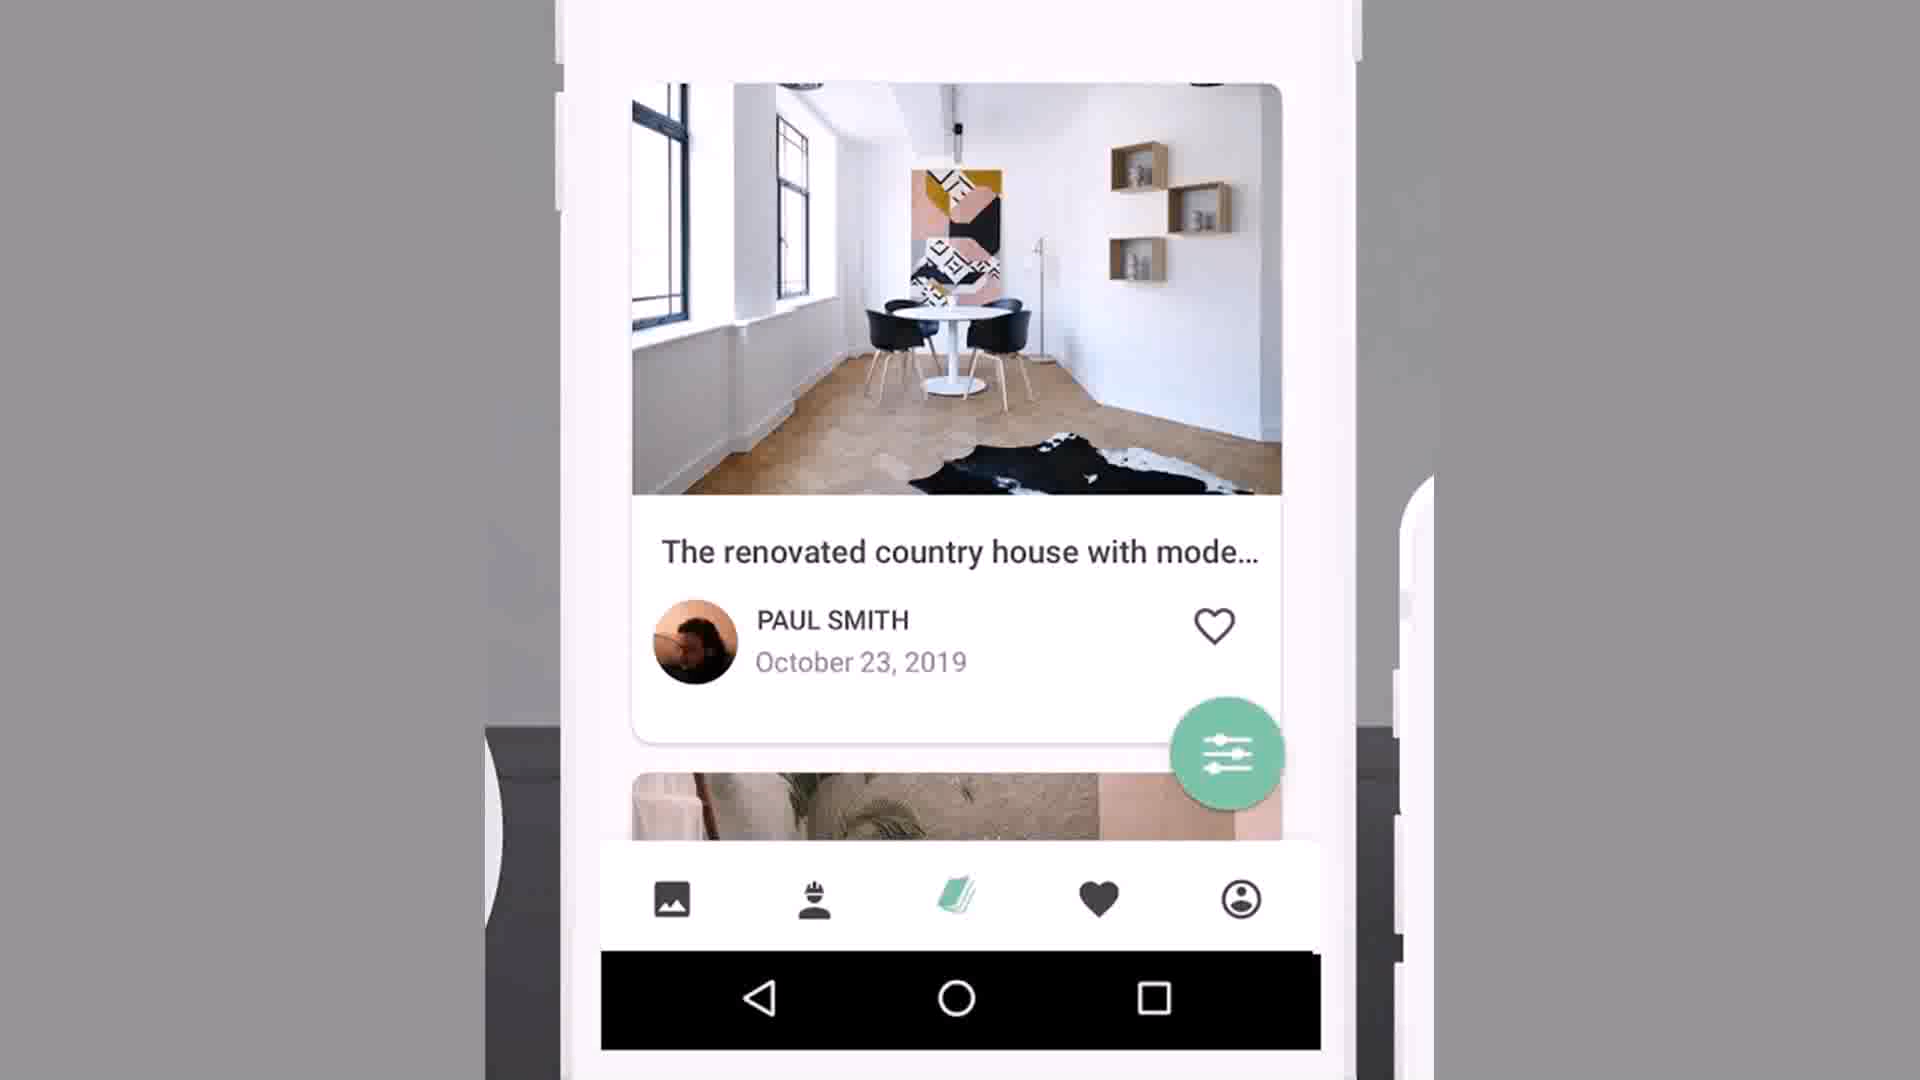 The renovated country house with mode...
PAUL SMITH
October 23, 2019